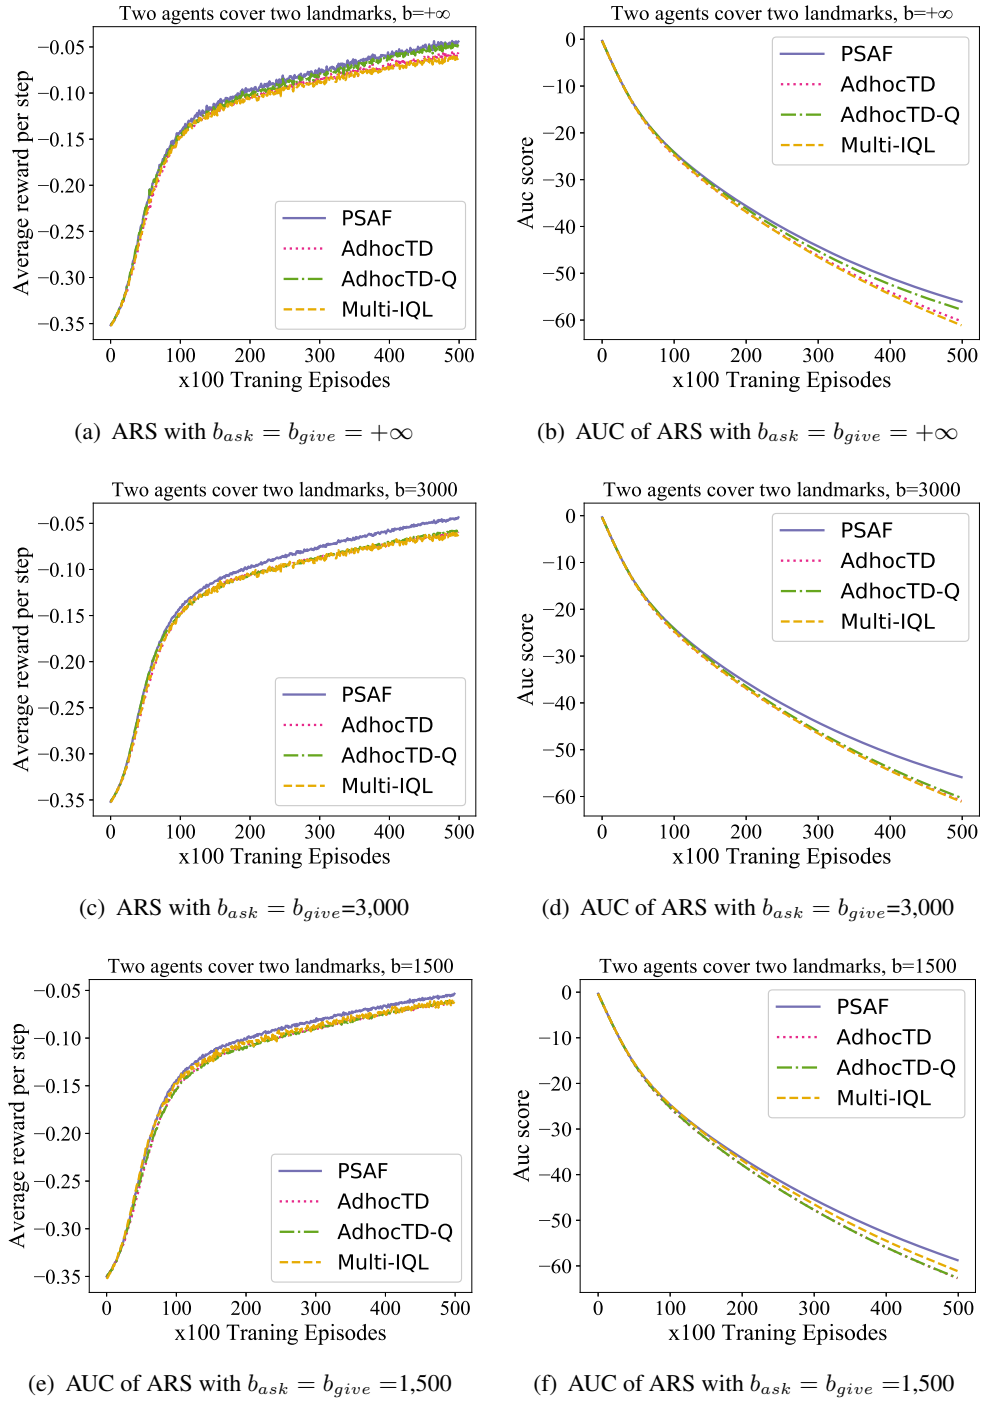 Two agents cover two landmarks, b=+∞
Average reward per step
−0.05
−0.10
−0.15
−0.20
−0.25
−0.30
−0.35
PSAF
AdhocTD
AdhocTD-Q
Multi-IQL
0 100 200 300 400 500
x100 Traning Episodes
(a) ARS with b_ask = b_give = +∞
Two agents cover two landmarks, b=+∞
Auc score
0
−10
−20
−30
−40
−50
−60
PSAF
AdhocTD
AdhocTD-Q
Multi-IQL
0 100 200 300 400 500
x100 Traning Episodes
(b) AUC of ARS with b_ask = b_give = +∞
Two agents cover two landmarks, b=3000
Average reward per step
−0.05
−0.10
−0.15
−0.20
−0.25
−0.30
−0.35
PSAF
AdhocTD
AdhocTD-Q
Multi-IQL
0 100 200 300 400 500
x100 Traning Episodes
(c) ARS with b_ask = b_give=3,000
Two agents cover two landmarks, b=3000
Auc score
0
−10
−20
−30
−40
−50
−60
PSAF
AdhocTD
AdhocTD-Q
Multi-IQL
0 100 200 300 400 500
x100 Traning Episodes
(d) AUC of ARS with b_ask = b_give=3,000
Two agents cover two landmarks, b=1500
Average reward per step
−0.05
−0.10
−0.15
−0.20
−0.25
−0.30
−0.35
PSAF
AdhocTD
AdhocTD-Q
Multi-IQL
0 100 200 300 400 500
x100 Traning Episodes
(e) AUC of ARS with b_ask = b_give =1,500
Two agents cover two landmarks, b=1500
Auc score
0
−10
−20
−30
−40
−50
−60
PSAF
AdhocTD
AdhocTD-Q
Multi-IQL
0 100 200 300 400 500
x100 Traning Episodes
(f) AUC of ARS with b_ask = b_give =1,500